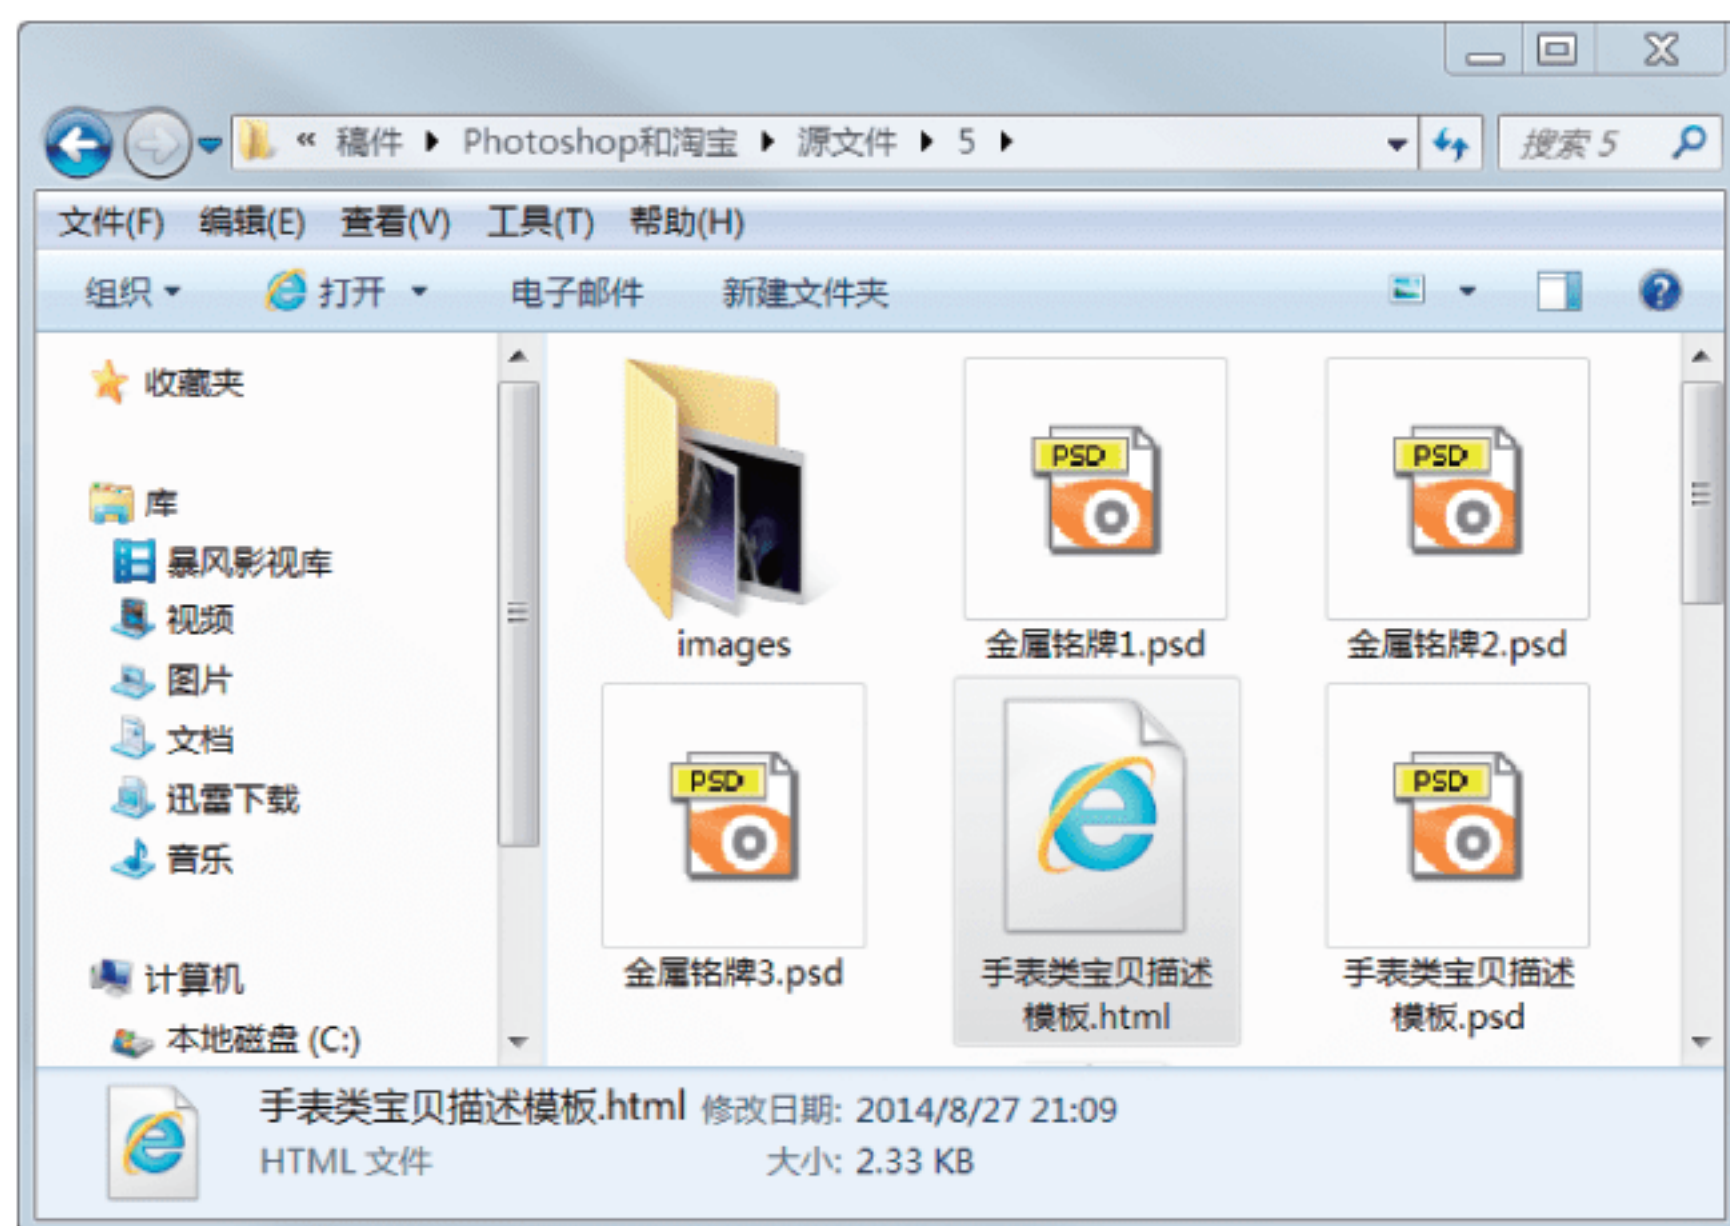 « 稿件 ▶ Photoshop和淘宝 ▶ 源文件 ▶ 5 ▶ 搜索 5
文件(F) 编辑(E) 查看(V) 工具(T) 帮助(H)
组织 打开 电子邮件 新建文件夹
收藏夹
库
暴风影视库
视频
图片
文档
迅雷下载
音乐
计算机
本地磁盘 (C:)
images
PSD
金属铭牌1.psd
PSD
金属铭牌2.psd
PSD
金属铭牌3.psd
手表类宝贝描述
模板.html
PSD
手表类宝贝描述
模板.psd
手表类宝贝描述模板.html 修改日期: 2014/8/27 21:09
HTML 文件 大小: 2.33 KB